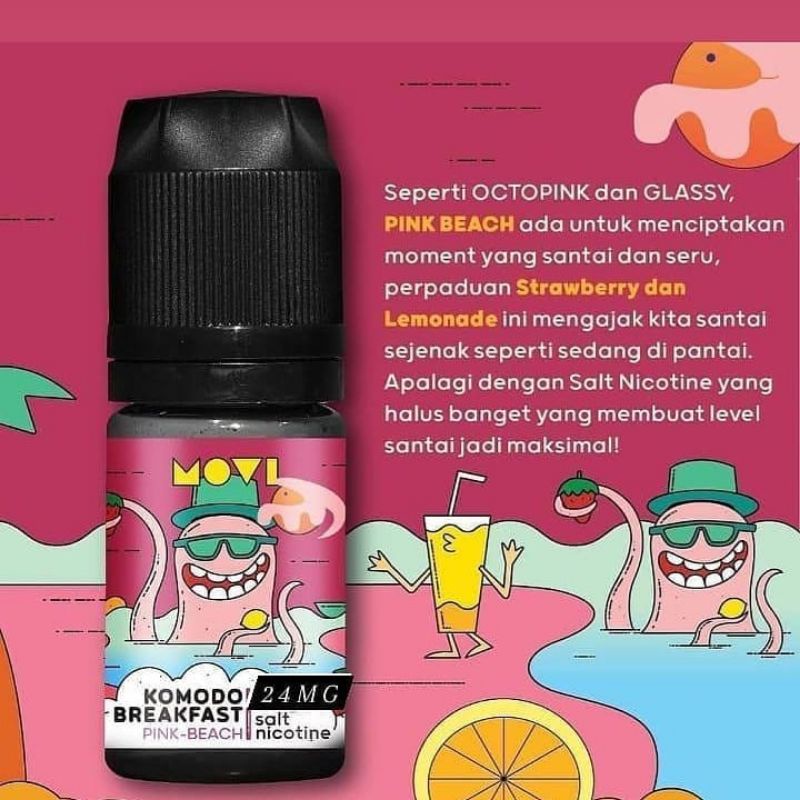 Seperti OCTOPINK dan GLASSY,
PINK BEACH ada untuk menciptakan
moment yang santai dan seru,
perpaduan Strawberry dan
Lemonade ini mengajak kita santai
sejenak seperti sedang di pantai.
Apalagi dengan Salt Nicotine yang
halus banget yang membuat level
santai jadi maksimal!
MOVI
KOMODO
BREAKFAST
PINK-BEACH
24MG
salt
nicotine